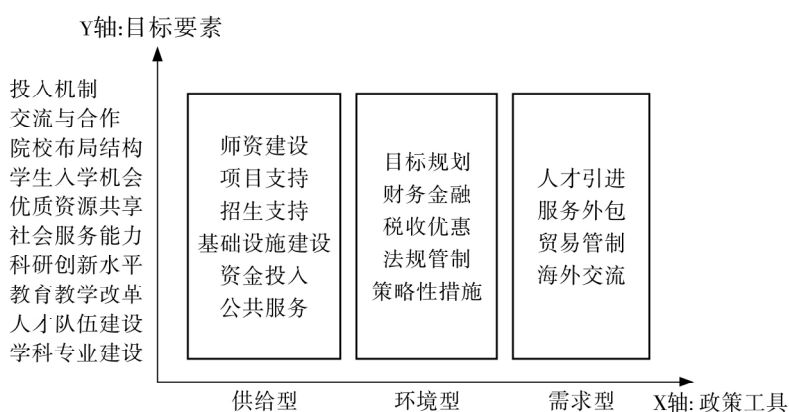 Y轴:目标要素
投入机制
交流与合作
院校布局结构
学生入学机会
优质资源共享
社会服务能力
科研创新水平
教育教学改革
人才队伍建设
学科专业建设
师资建设
项目支持
招生支持
基础设施建设
资金投入
公共服务
目标规划
财务金融
税收优惠
法规管制
策略性措施
人才引进
服务外包
贸易管制
海外交流
供给型
环境型
需求型
X轴: 政策工具